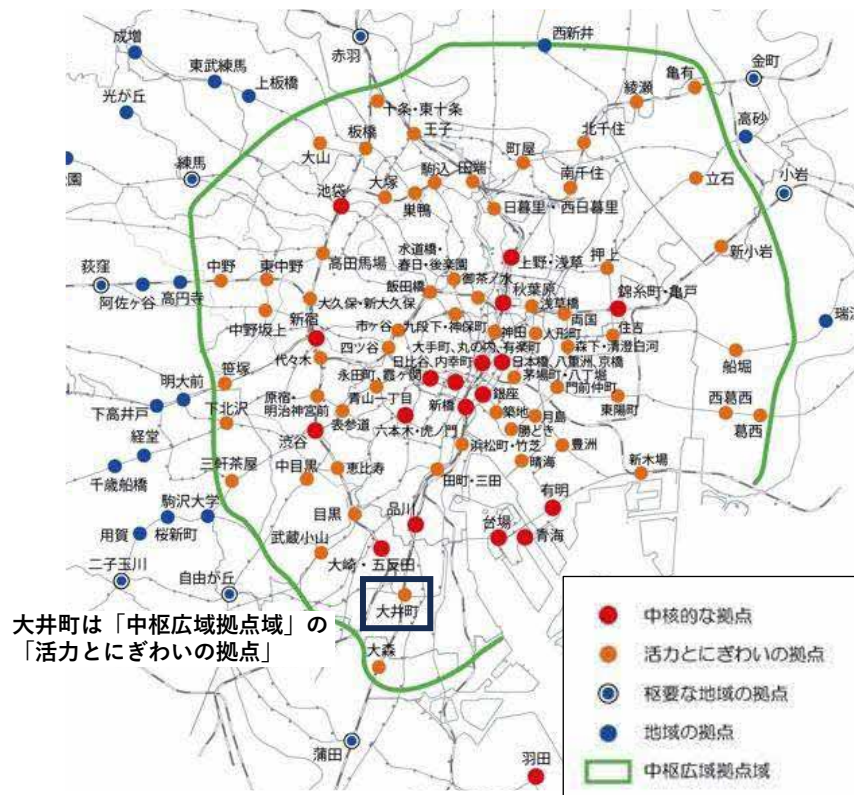 成増
東武練馬
上板橋
光が丘
赤羽
西新井
金町
亀有
綾瀬
高砂
十条・東十条
王子
板橋
大山
北千住
町屋
南千住
練馬
小岩
立石
駒込
田端
大塚
巣鴨
池袋
日暮里・西日暮里
新小岩
荻窪
中野
東中野
高田馬場
水道橋・
春日・後楽園
御茶ノ水
上野・浅草
押上
阿佐ヶ谷
高円寺
飯田橋
秋葉原
浅草橋
錦糸町・亀戸
大久保・新大久保
両国
中野坂上
新宿
市ヶ谷
九段下・神保町
神田
人形町
住吉
四ツ谷
大手町、丸の内、有楽町
森下・清澄白河
代々木
日比谷、内幸町
日本橋、八重洲、京橋
船堀
笹塚
永田町、霞ヶ関
茅場町・八丁堀
門前仲町
明大前
下高井戸
下北沢
原宿・
明治神宮前
青山一丁目
銀座
東陽町
西葛西
葛西
表参道
新橋
築地
月島
六本木・虎ノ門
勝どき
経堂
渋谷
浜松町・竹芝
豊洲
千歳船橋
三軒茶屋
中目黒
恵比寿
田町・三田
晴海
新木場
駒沢大学
有明
用賀
桜新町
目黒
品川
台場
青海
武蔵小山
二子玉川
自由が丘
大崎・五反田
大井町
大井町は「中枢広域拠点域」の
「活力とにぎわいの拠点」
大森
蒲田
羽田
中核的な拠点
活力とにぎわいの拠点
枢要な地域の拠点
地域の拠点
中枢広域拠点域